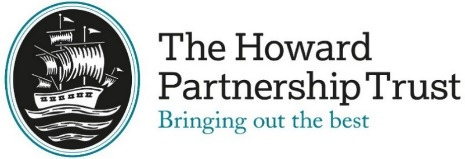 The Howard
Partnership Trust
Bringing out the best